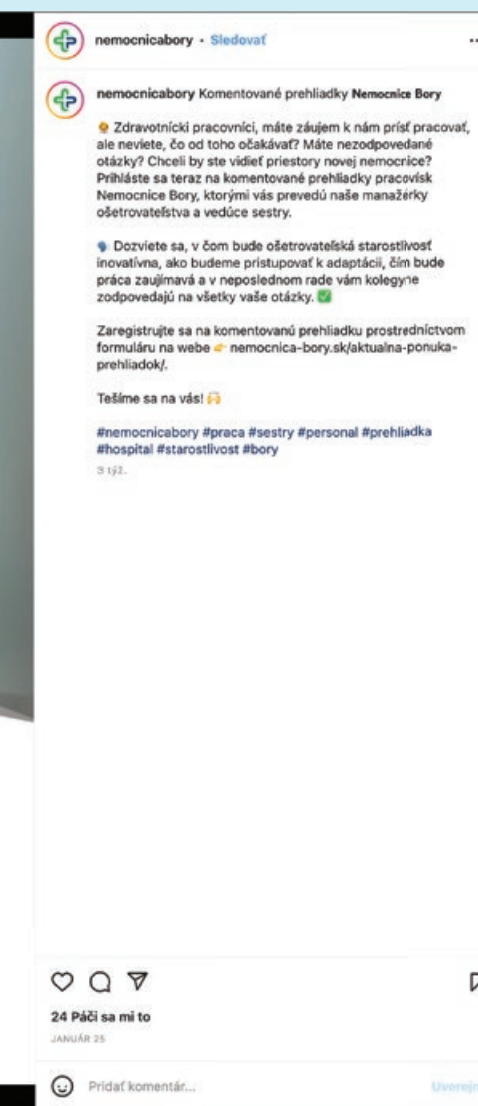 nemocnicabory • Sledovať
nemocnicabory Komentované prehliadky Nemocnice Bory
Zdravotnícki pracovníci, máte záujem k nám prísť pracovať,
ale neviete, čo od toho očakávať? Máte nezodpovedané
otázky? Chceli by ste vidieť priestory novej nemocnice?
Prihláste sa teraz na komentované prehliadky pracovísk
Nemocnice Bory, ktorými vás prevedú naše manažérky
ošetrovateľstva a vedúce sestry.
Dozviete sa, v čom bude ošetrovateľská starostlivosť
inovatívna, ako budeme pristupovať k adaptácii, čím bude
práca zaujímavá a v neposlednom rade vám kolegyne
zodpovedajú na všetky vaše otázky. ✅
Zaregistrujte sa na komentovanú prehliadku prostredníctvom
formuláru na webe 👉 nemocnica-bory.sk/aktualna-ponuka-
prehliadok/.
Tešíme sa na vás! 🙌
#nemocnicabory #praca #sestry #personal #prehliadka
#hospital #starostlivost #bory
3 týž.
24 Páči sa mi to
JANUÁR 25
Pridať komentár...